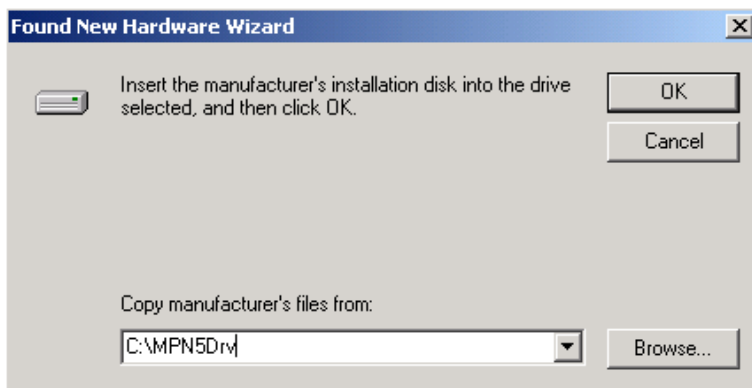 Found New Hardware Wizard
Insert the manufacturer's installation disk into the drive
selected, and then click OK.
OK
Cancel
Copy manufacturer's files from:
C:\MPN5Drv
Browse...